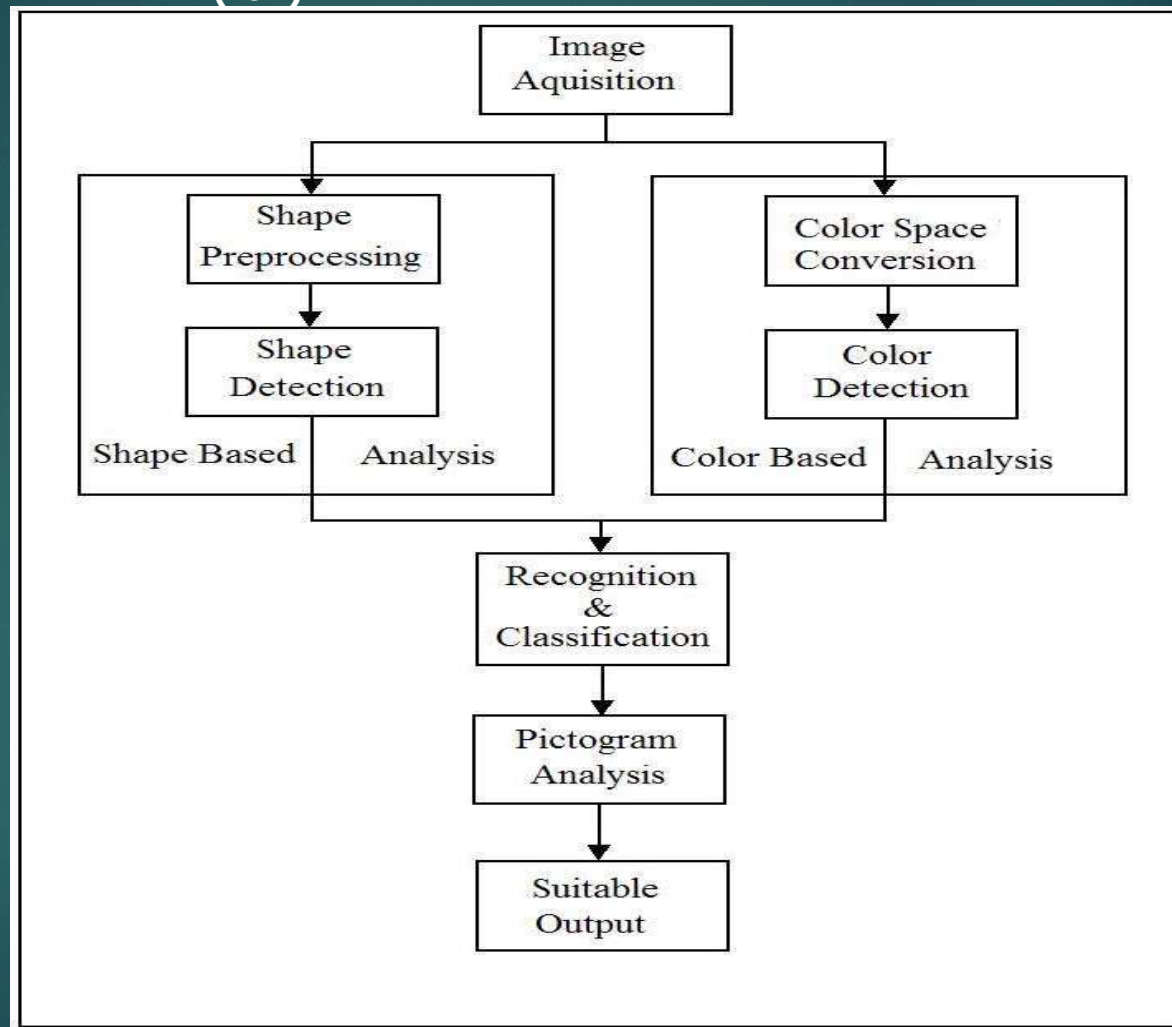 Image
Aquisition
Shape
Preprocessing
Shape
Detection
Shape Based Analysis
Color Space
Conversion
Color
Detection
Color Based Analysis
Recognition
&
Classification
Pictogram
Analysis
Suitable
Output